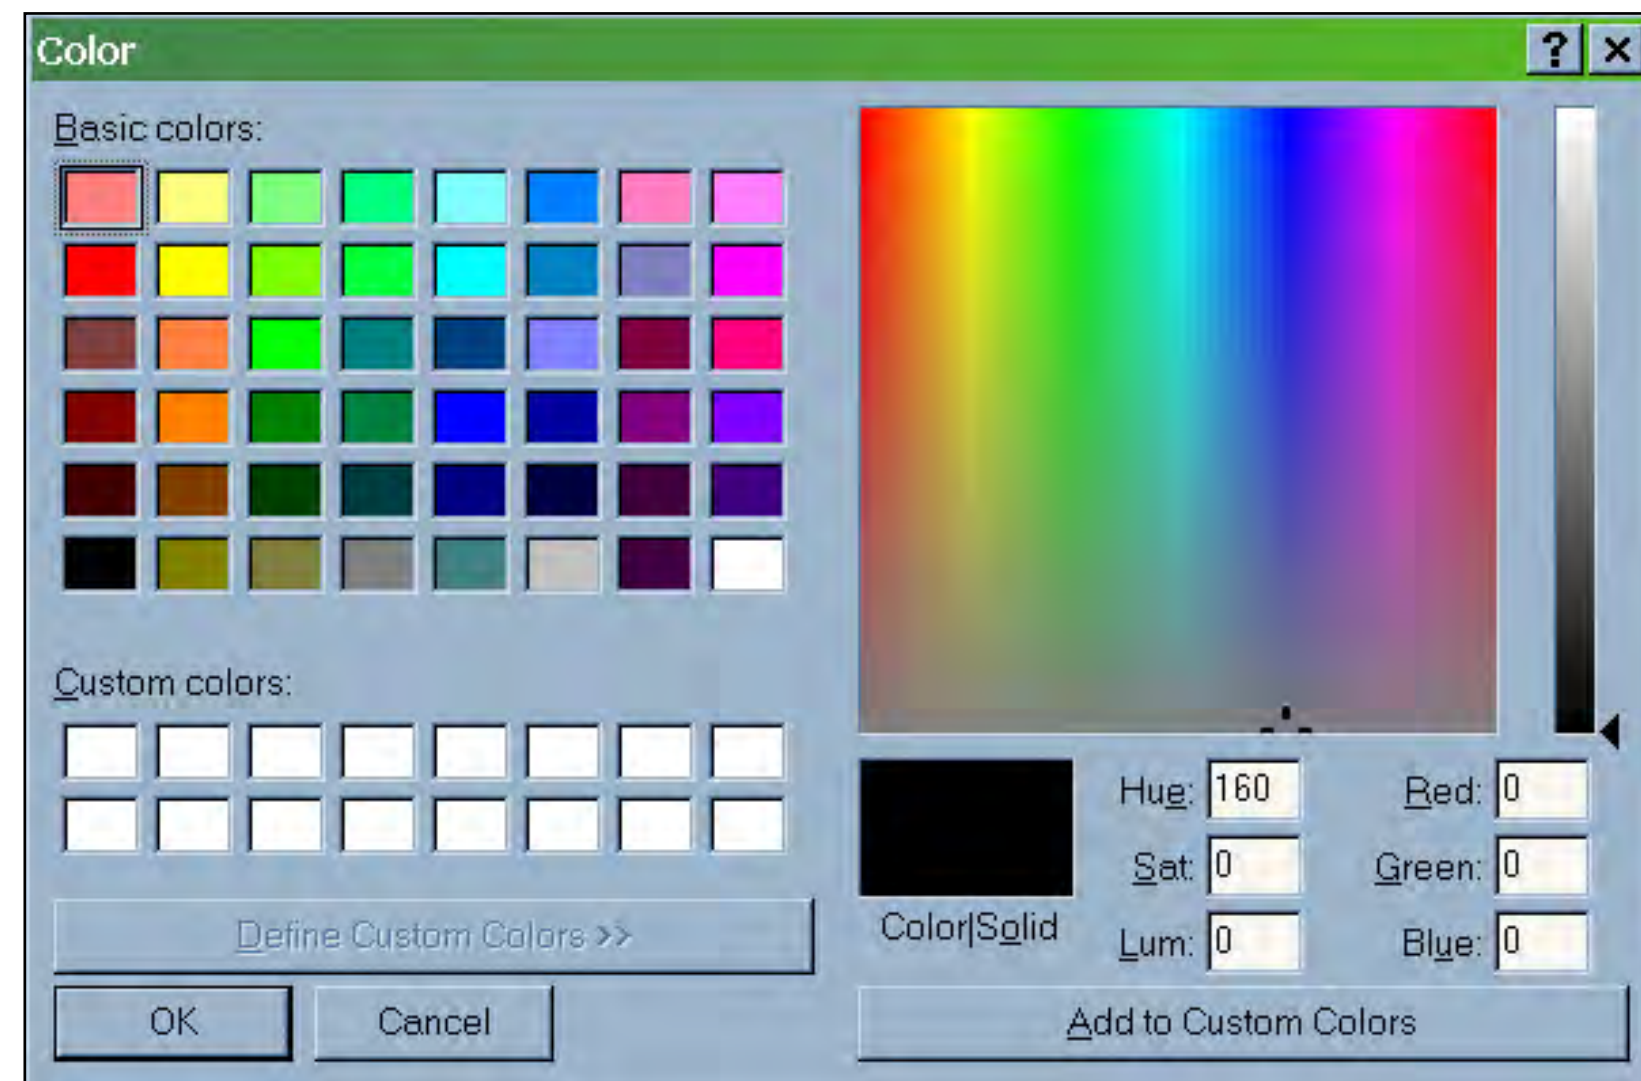 Color
?
Basic colors:
Custom colors:
Define Custom Colors >>
OK
Cancel
Color|Solid
Hue: 160
Sat: 0
Lum: 0
Red: 0
Green: 0
Blue: 0
Add to Custom Colors